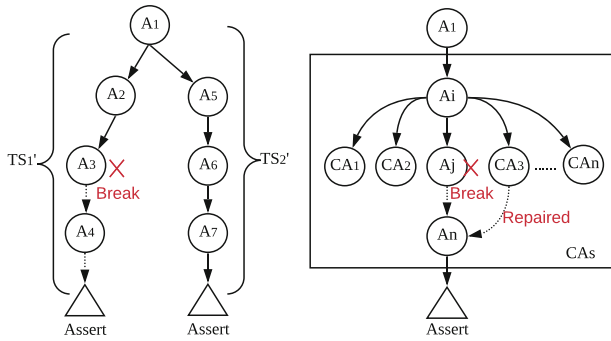 A1
A2
A5
TS1'
A3
A6
TS2'
Break
A4
A7
Assert
Assert
A1
Ai
CA1
CA2
Aj
CA3
CAn
Break
Repaired
An
CAs
Assert